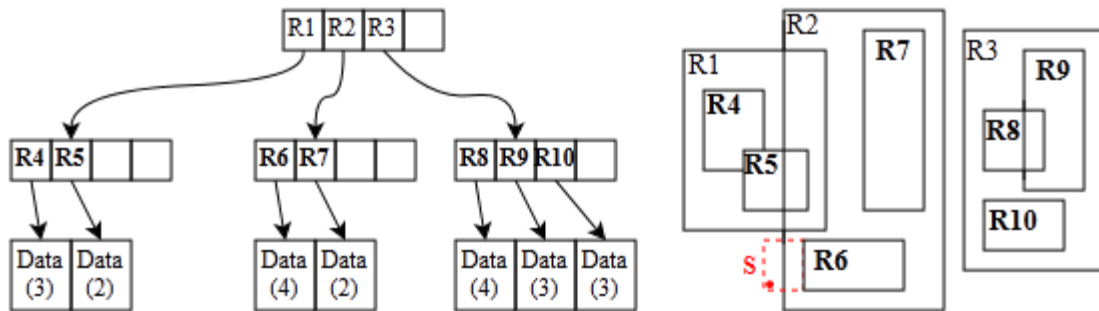 R1 R2 R3
R4 R5
R6 R7
R8 R9 R10
Data (3)
Data (2)
Data (4)
Data (2)
Data (4)
Data (3)
Data (3)
R2
R1
R7
R3
R9
R4
R8
R5
R10
S
R6